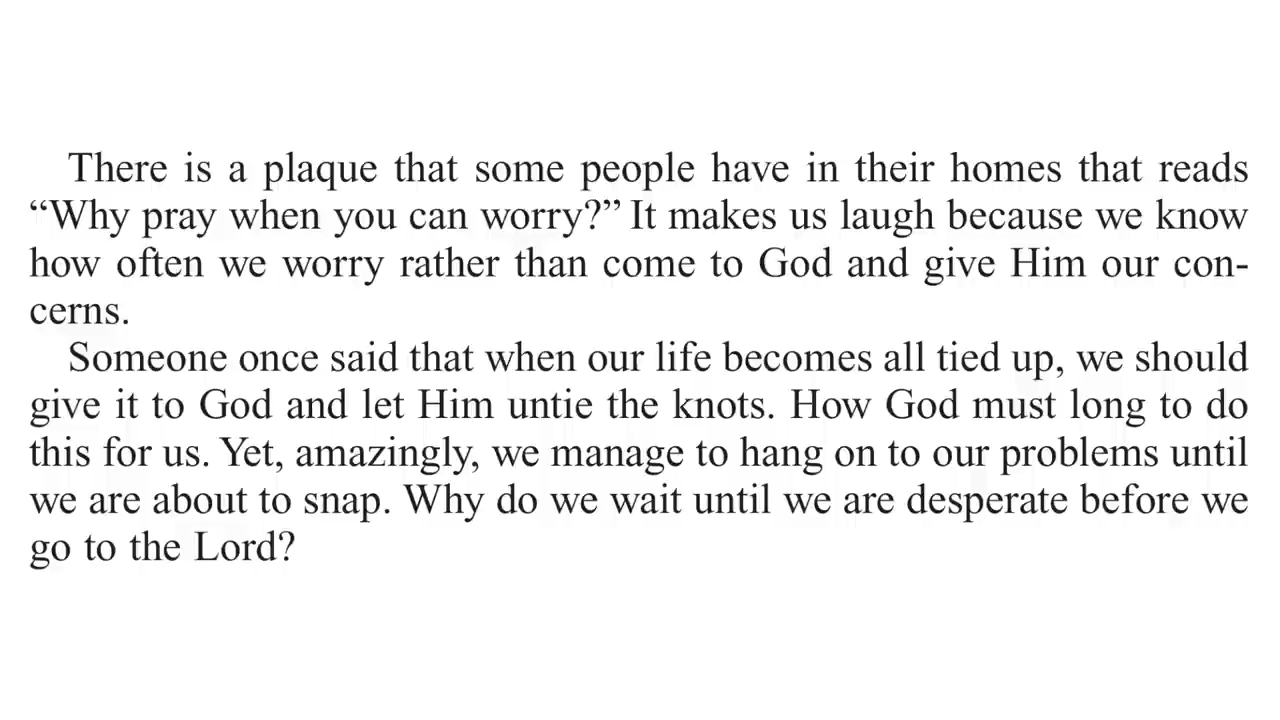 There is a plaque that some people have in their homes that reads
“Why pray when you can worry?” It makes us laugh because we know
how often we worry rather than come to God and give Him our con-
cerns.
Someone once said that when our life becomes all tied up, we should
give it to God and let Him untie the knots. How God must long to do
this for us. Yet, amazingly, we manage to hang on to our problems until
we are about to snap. Why do we wait until we are desperate before we
go to the Lord?